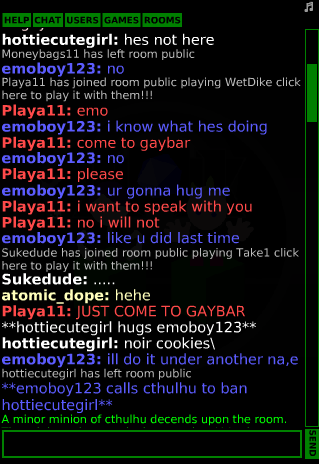 HELP CHAT USERS GAMES ROOMS
hottiecutegirl: hes not here
Moneybags11 has left room public
emoboy123: no
Playa11 has joined room public playing WetDike click
here to play it with them!!!
Playa11: emo
emoboy123: i know what hes doing
Playa11: come to gaybar
emoboy123: no
Playa11: please
emoboy123: ur gonna hug me
Playa11: i want to speak with you
Playa11: no i will not
emoboy123: like u did last time
Sukedude has joined room public playing Take1 click
here to play it with them!!!
Sukedude: .....
atomic_dope: hehe
Playa11: JUST COME TO GAYBAR
**hottiecutegirl hugs emoboy123**
hottiecutegirl: noir cookies\
emoboy123: ill do it under another na,e
hottiecutegirl has left room public
**emoboy123 calls cthulhu to ban
hottiecutegirl**
A minor minion of cthulhu decends upon the room.
SEND